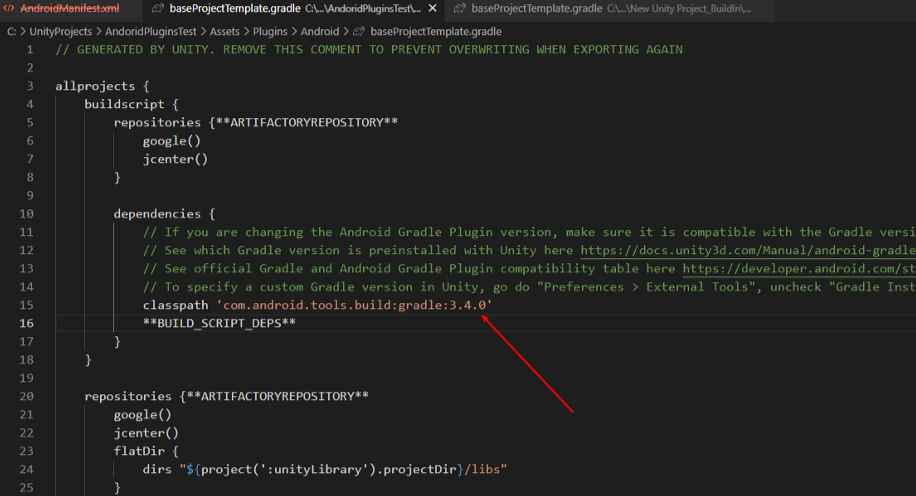 AndroidManifest.xml
baseProjectTemplate.gradle C:\...\AndoridPluginsTest\...
baseProjectTemplate.gradle C:\...\New Unity Project_BuildIn\...
C: > UnityProjects > AndoridPluginsTest > Assets > Plugins > Android > baseProjectTemplate.gradle
1 // GENERATED BY UNITY. REMOVE THIS COMMENT TO PREVENT OVERWRITING WHEN EXPORTING AGAIN
2
3 allprojects {
4 buildscript {
5 repositories {**ARTIFACTORYREPOSITORY**
6 google()
7 jcenter()
8 }
9
10 dependencies {
11 // If you are changing the Android Gradle Plugin version, make sure it is compatible with the Gradle versi
12 // See which Gradle version is preinstalled with Unity here https://docs.unity3d.com/Manual/android-gradle
13 // See official Gradle and Android Gradle Plugin compatibility table here https://developer.android.com/st
14 // To specify a custom Gradle version in Unity, go do "Preferences > External Tools", uncheck "Gradle Inst
15 classpath 'com.android.tools.build:gradle:3.4.0'
16 **BUILD_SCRIPT_DEPS**
17 }
18 }
19
20 repositories {**ARTIFACTORYREPOSITORY**
21 google()
22 jcenter()
23 flatDir {
24 dirs "${project(':unityLibrary').projectDir}/libs"
25 }